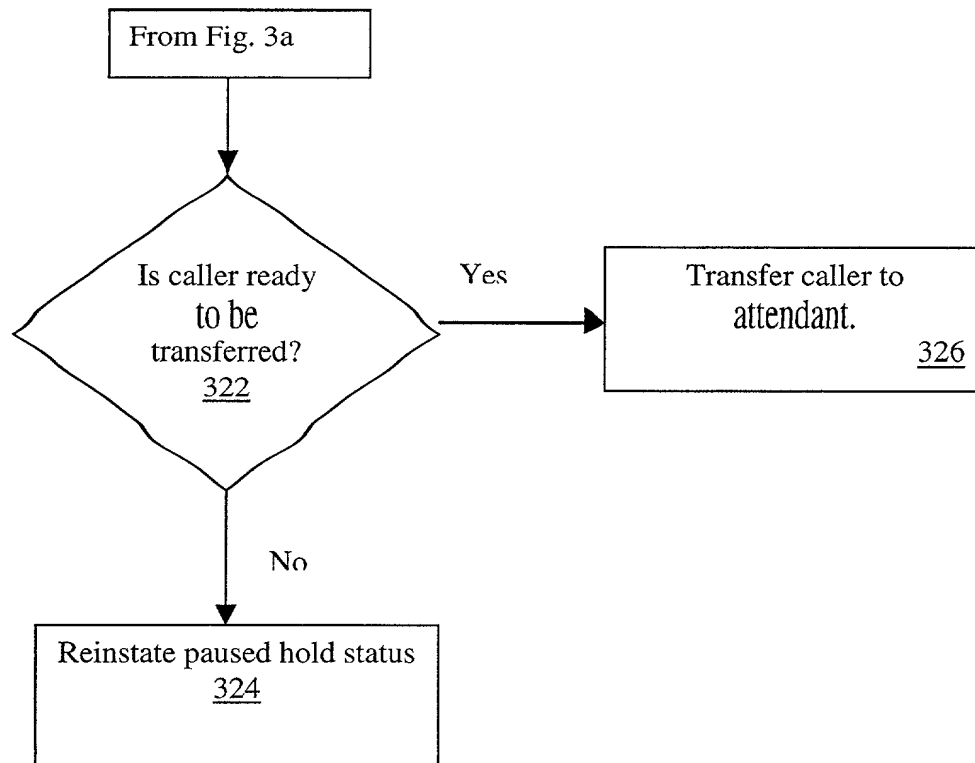 From Fig. 3a
Is caller ready
to be
transferred?
322
Yes
Transfer caller to
attendant.
326
No
Reinstate paused hold status
324